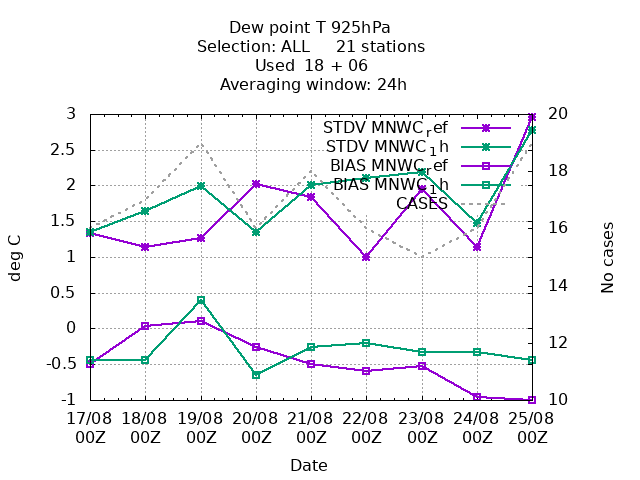 Dew point T 925hPa
Selection: ALL 21 stations
Used 18 + 06
Averaging window: 24h
STDV MNWC_ref
STDV MNWC_1h
BIAS MNWC_ref
BIAS MNWC_1h
CASES
3
2.5
2
1.5
1
0.5
0
-0.5
-1
20
18
16
14
12
10
deg C
No cases
17/08 18/08 19/08 20/08 21/08 22/08 23/08 24/08 25/08
00Z 00Z 00Z 00Z 00Z 00Z 00Z 00Z 00Z
Date